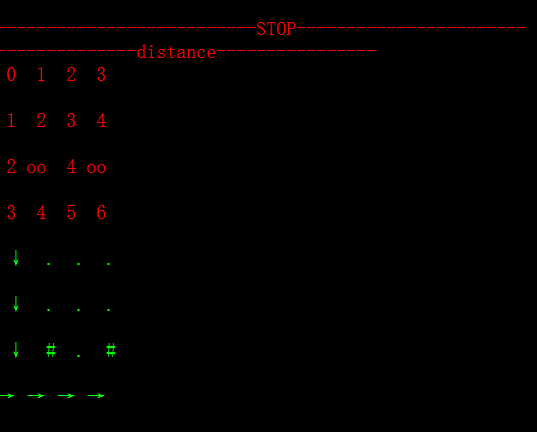 --------------------------STOP-----------------------
--------------distance----------------
0 1 2 3
1 2 3 4
2 oo 4 oo
3 4 5 6
↓ . . .
↓ . . .
↓ # . #
→ → → →